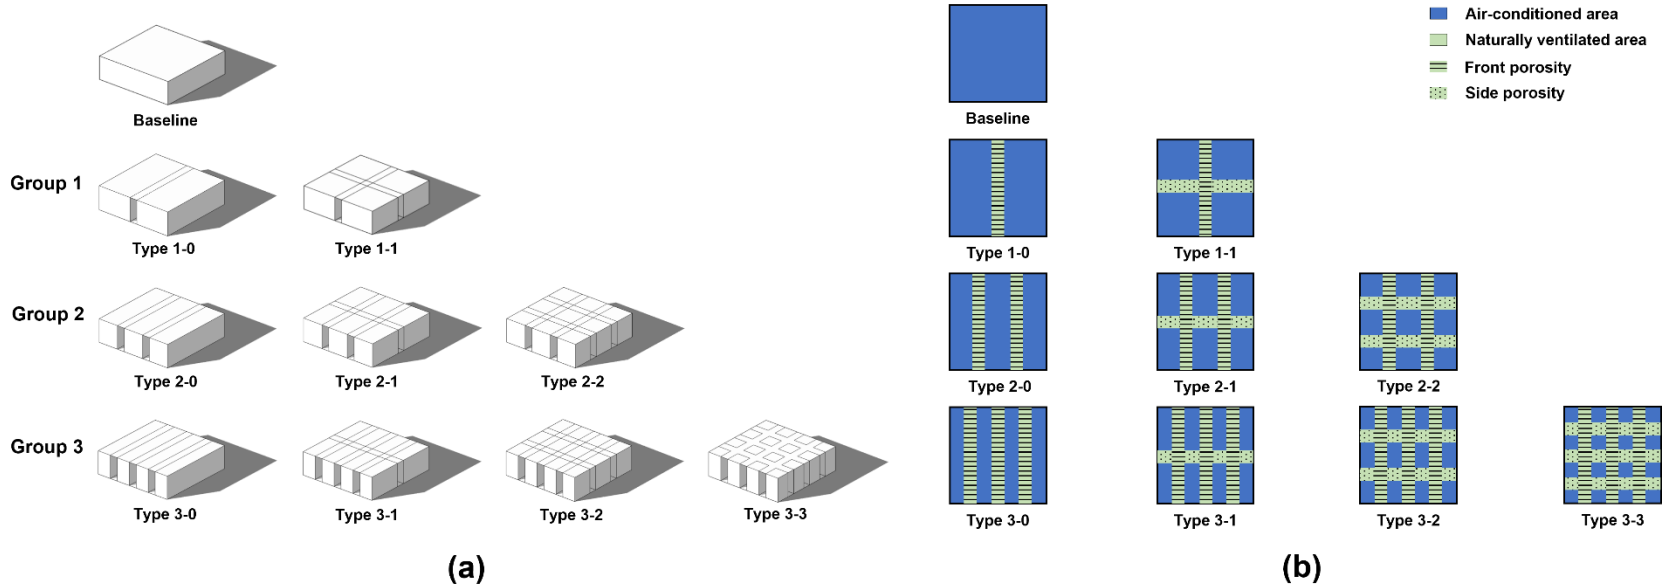 Baseline
Group 1
Type 1-0
Type 1-1
Group 2
Type 2-0
Type 2-1
Type 2-2
Group 3
Type 3-0
Type 3-1
Type 3-2
Type 3-3
(a)
Air-conditioned area
Naturally ventilated area
Front porosity
Side porosity
Baseline
Type 1-0
Type 1-1
Type 2-0
Type 2-1
Type 2-2
Type 3-0
Type 3-1
Type 3-2
Type 3-3
(b)